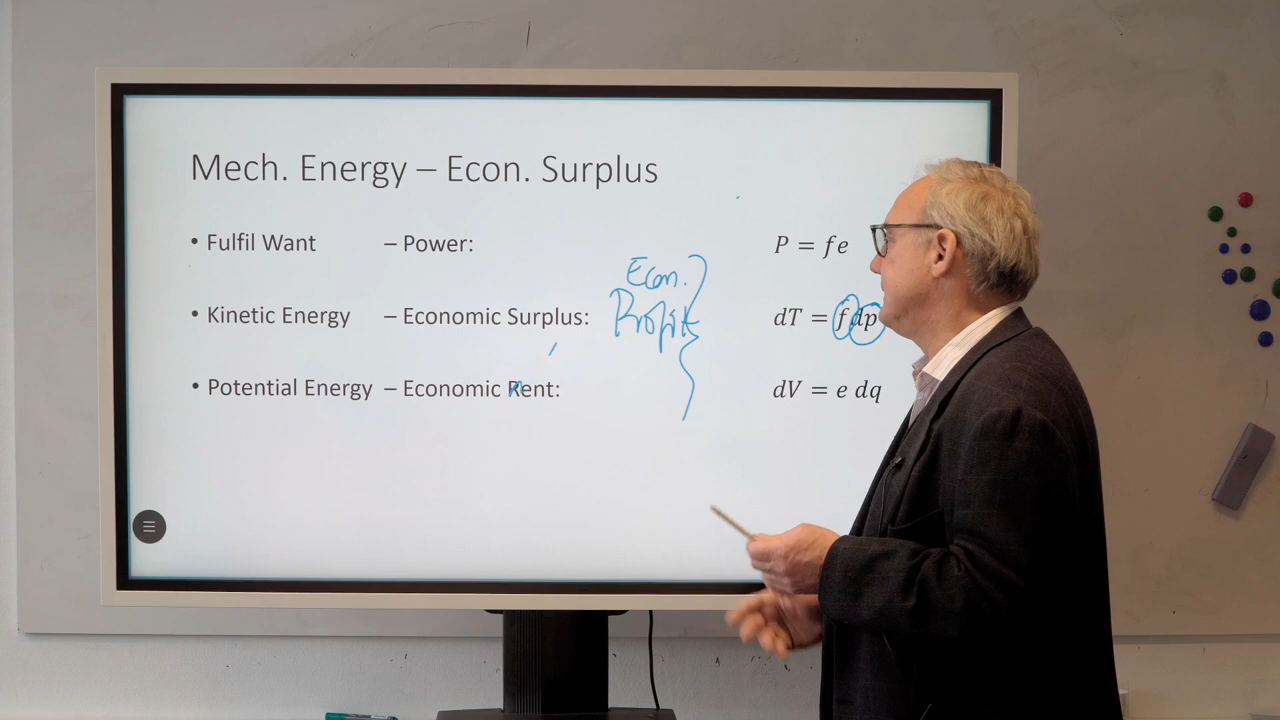 Mech. Energy – Econ. Surplus
• Fulfil Want – Power: P = fe
Econ.
• Kinetic Energy – Economic Surplus: Profit dT = f dp
• Potential Energy – Economic Rent: dV = e dq